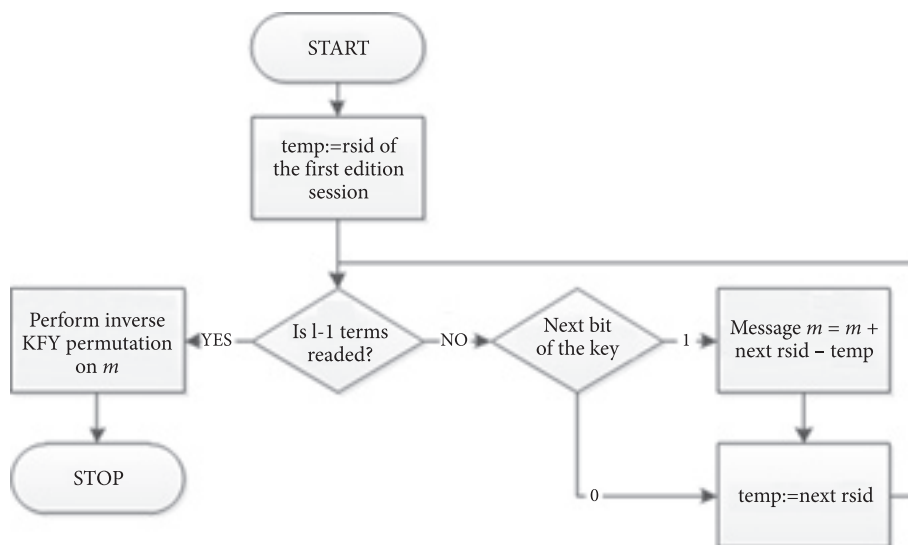 START
temp:=rsid of
the first edition
session
Perform inverse
KFY permutation
on m
YES
Is l-1 terms
readed?
NO
Next bit
of the key
1
Message m = m +
next rsid – temp
STOP
0
temp:=next rsid